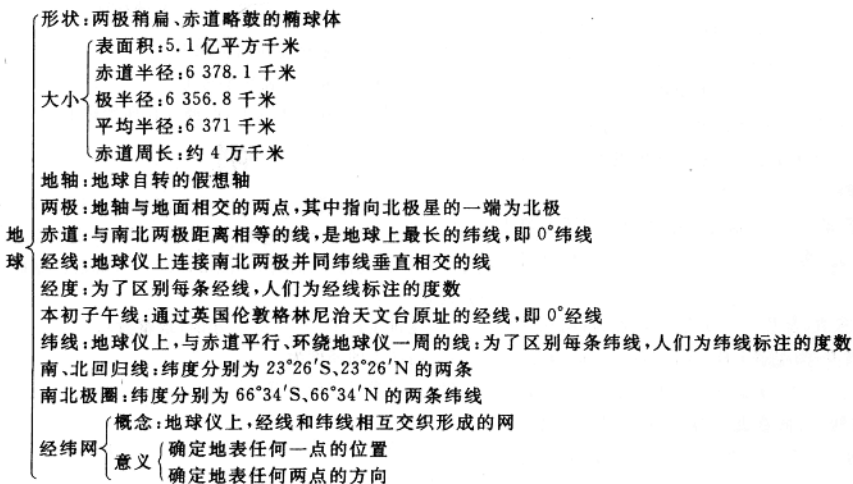 形状:两极稍扁、赤道略鼓的椭球体
表面积:5.1亿平方千米
赤道半径:6 378.1千米
大小
极半径:6 356.8千米
平均半径:6 371千米
赤道周长:约4万千米
地轴:地球自转的假想轴
两极:地轴与地面相交的两点,其中指向北极星的一端为北极
地球
赤道:与南北两极距离相等的线,是地球上最长的纬线,即0°纬线
经线:地球仪上连接南北两极并同纬线垂直相交的线
经度:为了区别每条经线,人们为经线标注的度数
本初子午线:通过英国伦敦格林尼治天文台原址的经线,即0°经线
纬线:地球仪上,与赤道平行、环绕地球仪一周的线:为了区别每条纬线,人们为纬线标注的度数
南、北回归线:纬度分别为23°26′S、23°26′N的两条
南北极圈:纬度分别为66°34′S、66°34′N的两条纬线
概念:地球仪上,经线和纬线相互交织形成的网
经纬网
意义
确定地表任何一点的位置
确定地表任何两点的方向